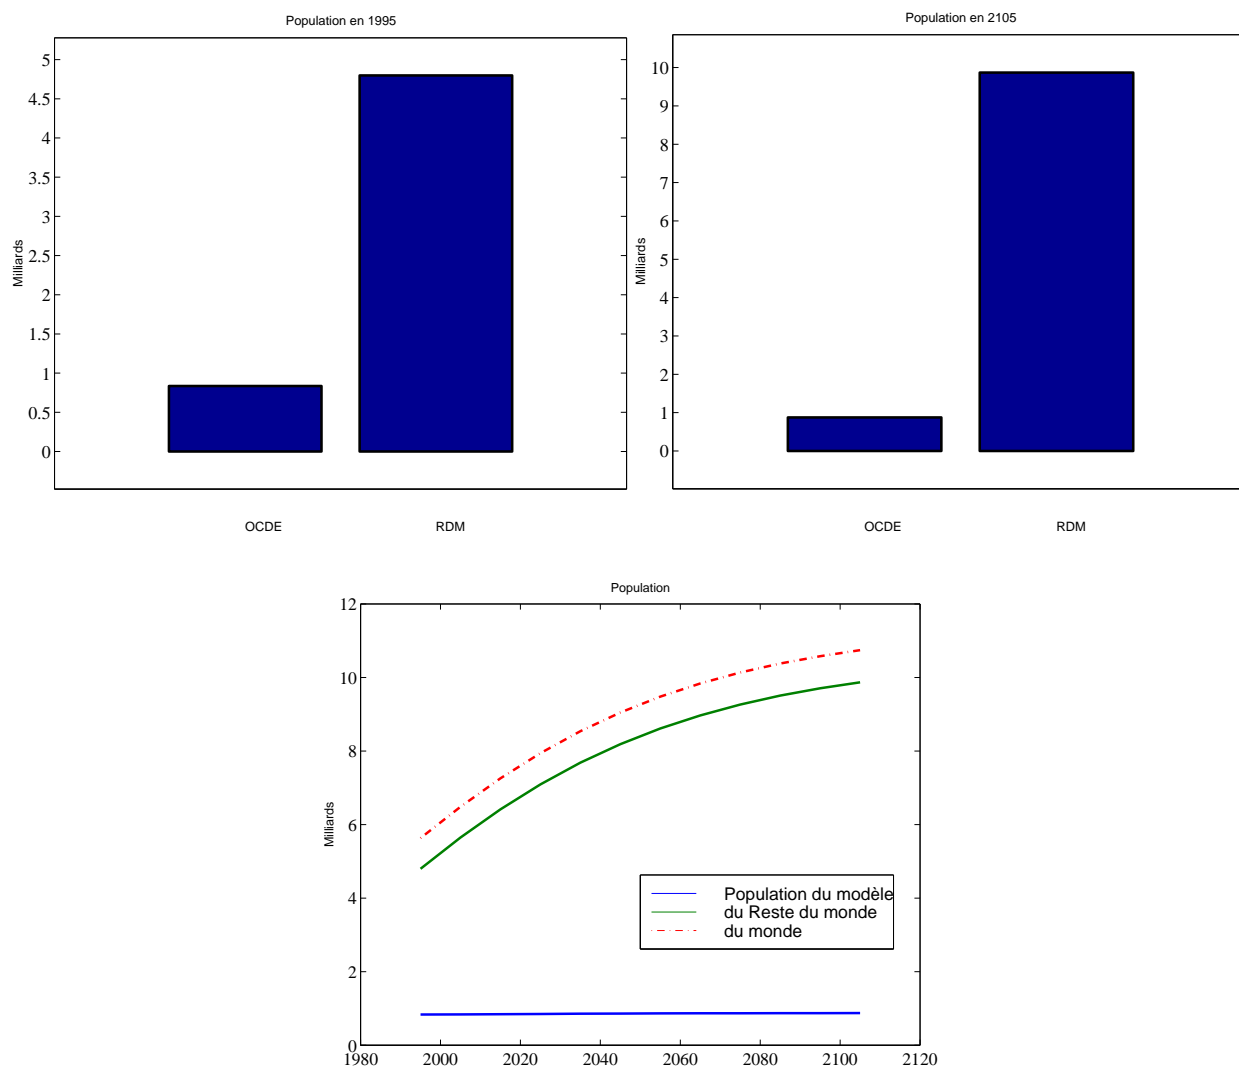 Population en 1995
5
4.5
4
3.5
3
2.5
2
1.5
1
0.5
0
Milliards
OCDE RDM
Population en 2105
10
9
8
7
6
5
4
3
2
1
0
Milliards
OCDE RDM
Population
12
10
8
6
4
2
0
Milliards
Population du modèle
du Reste du monde
du monde
1980 2000 2020 2040 2060 2080 2100 2120